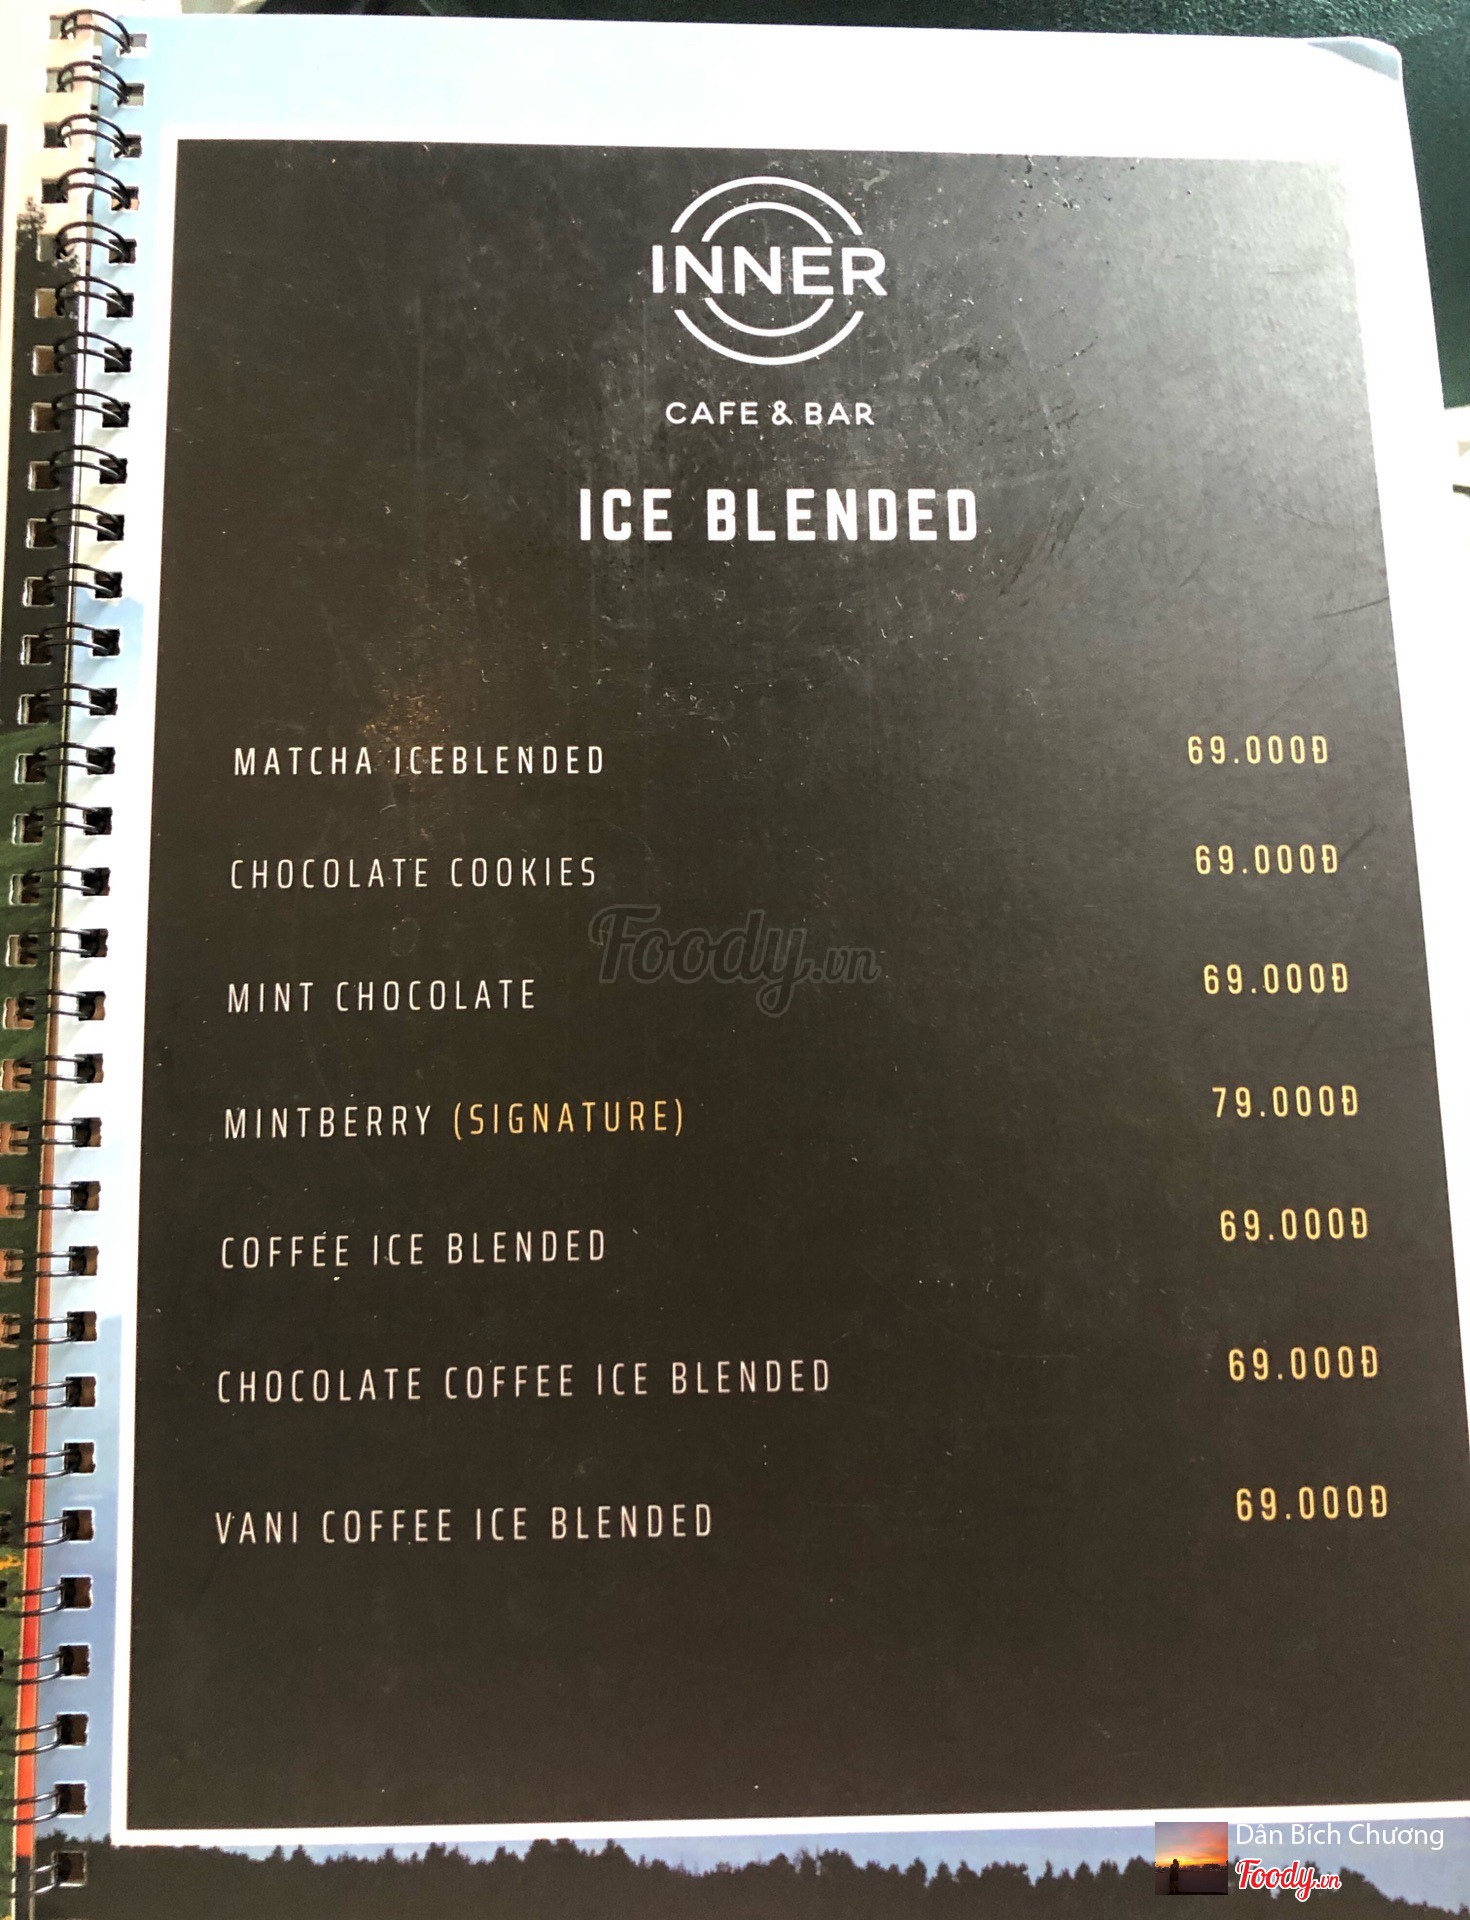 INNER
CAFE & BAR
ICE BLENDED
MATCHA ICEBLENDED 69.000Đ
CHOCOLATE COOKIES 69.000Đ
Foody.vn
MINT CHOCOLATE 69.000Đ
MINTBERRY (SIGNATURE) 79.000Đ
COFFEE ICE BLENDED 69.000Đ
CHOCOLATE COFFEE ICE BLENDED 69.000Đ
VANI COFFEE ICE BLENDED 69.000Đ
Dân Bích Chương
Foody.vn